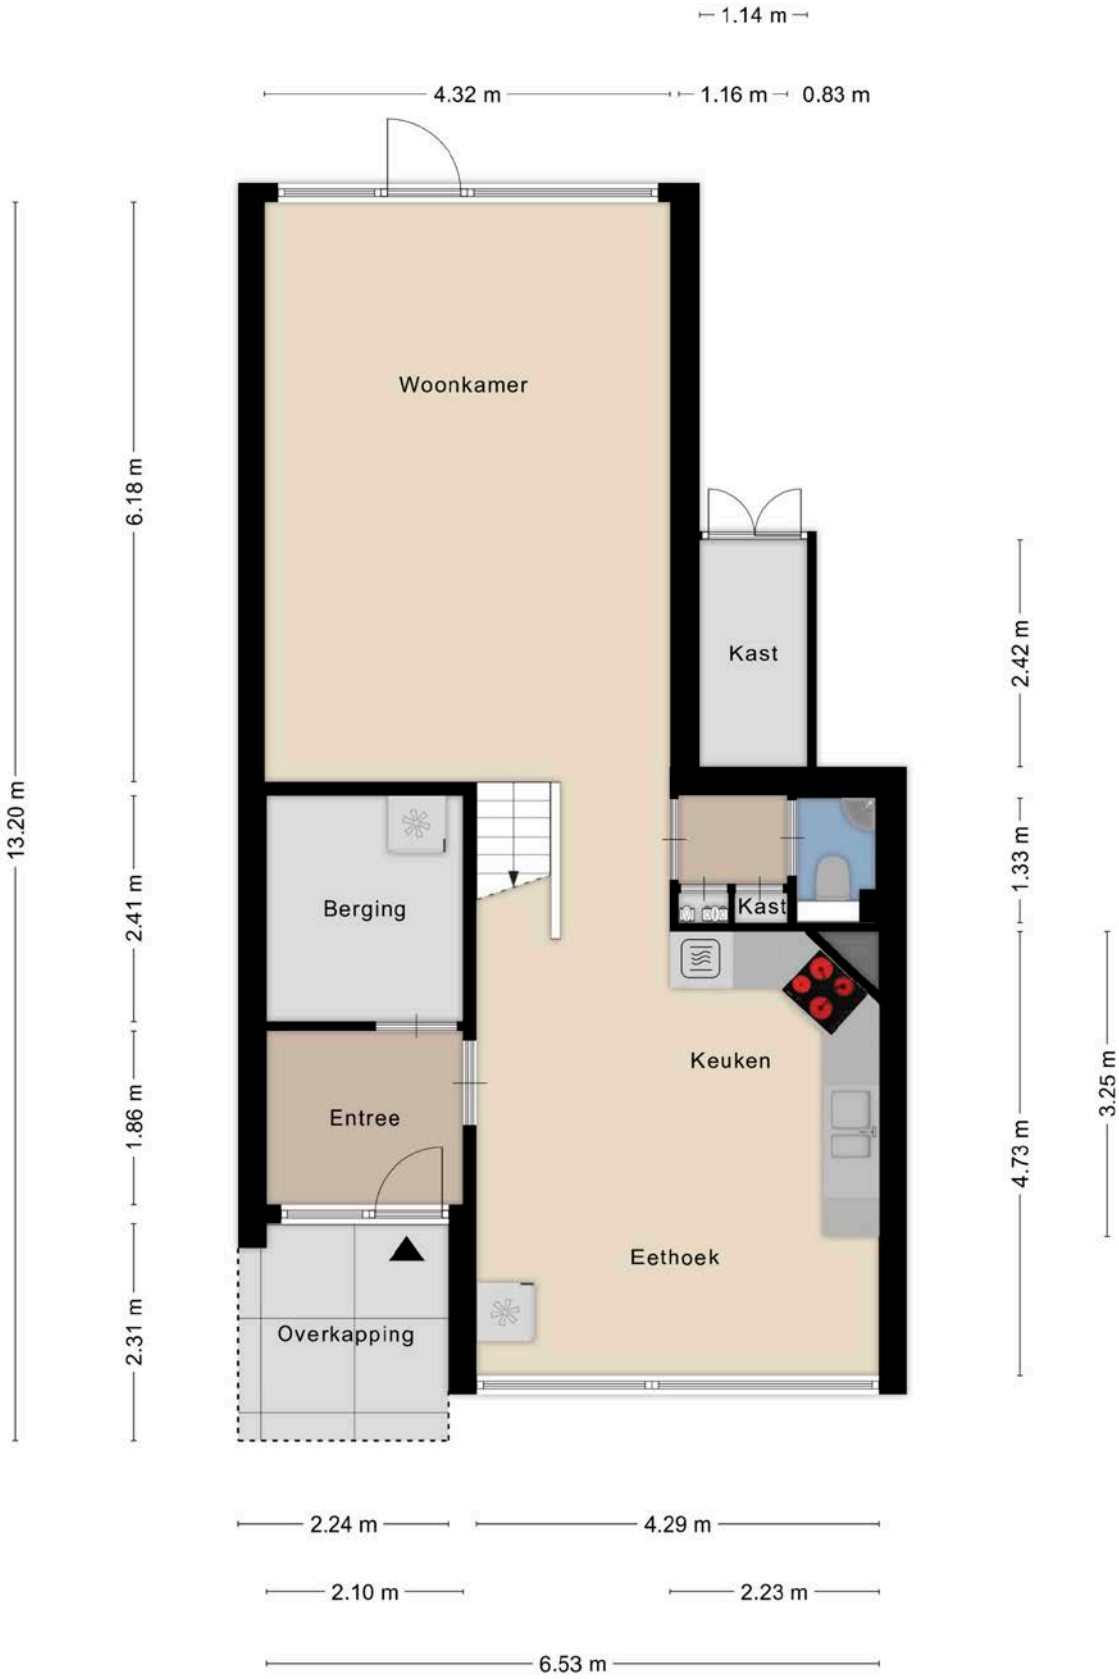 1.14 m
4.32 m
1.16 m
0.83 m
Woonkamer
6.18 m
Kast
2.42 m
13.20 m
1.33 m
2.41 m
Berging
Kast
Keuken
3.25 m
Entree
1.86 m
4.73 m
Eethoek
Overkapping
2.31 m
2.24 m
4.29 m
2.10 m
2.23 m
6.53 m